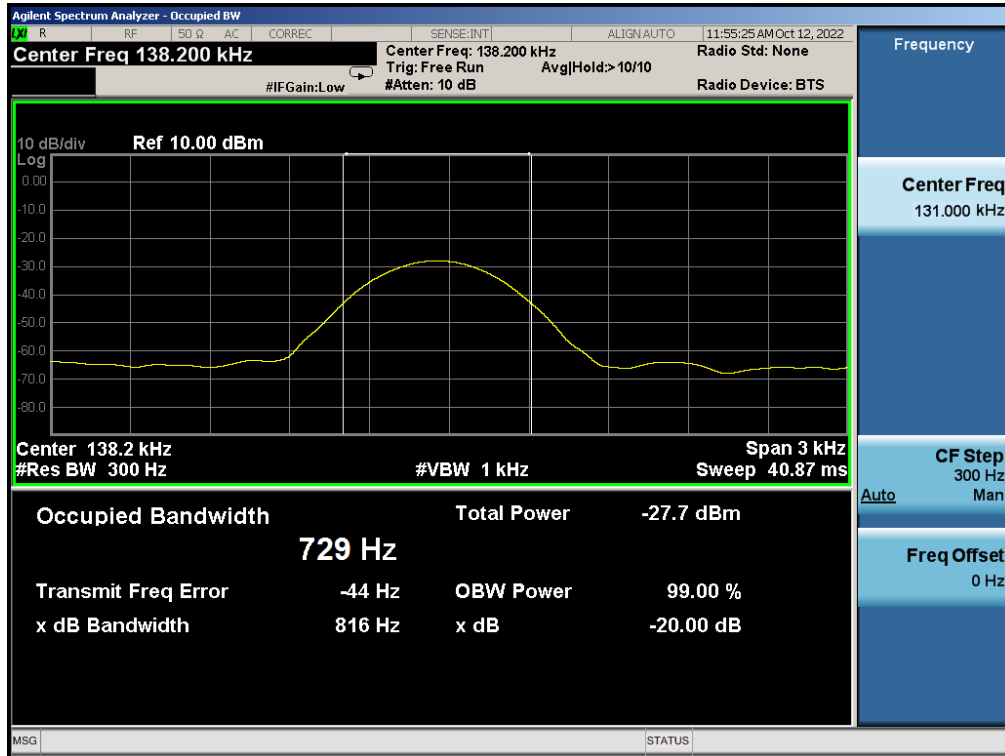 Agilent Spectrum Analyzer - Occupied BW
LXI R RF 50 Ω AC CORREC SENSE:INT ALIGN AUTO 11:55:25 AM Oct 12, 2022
Center Freq 138.200 kHz
Center Freq: 138.200 kHz
Radio Std: None
Trig: Free Run Avg|Hold:>10/10
#IFGain:Low
#Atten: 10 dB
Radio Device: BTS
10 dB/div Ref 10.00 dBm
Log
0.00
-10.0
-20.0
-30.0
-40.0
-50.0
-60.0
-70.0
-80.0
Center 138.2 kHz Span 3 kHz
#Res BW 300 Hz #VBW 1 kHz Sweep 40.87 ms
Occupied Bandwidth Total Power -27.7 dBm
729 Hz
Transmit Freq Error -44 Hz OBW Power 99.00 %
x dB Bandwidth 816 Hz x dB -20.00 dB
MSG STATUS
Frequency
Center Freq
131.000 kHz
CF Step
300 Hz
Auto Man
Freq Offset
0 Hz